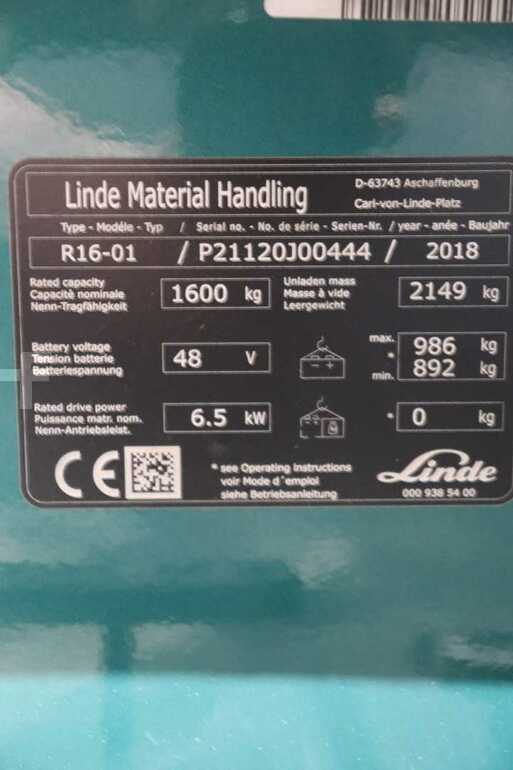 Linde Material Handling
D-63743 Aschaffenburg
Carl-von-Linde-Platz
Type - Modéle - Typ / Serial no. - No. de série - Serien-Nr. / year - anée - Baujahr
R16-01 / P21120J00444 / 2018
Rated capacity
Capacitè nominale
Nenn-Tragfähigkeit
1600 kg
Unladen mass
Masse à vide
Leergewicht
2149 kg
Battery voltage
Tension batterie
Batteriespannung
48 V
- +
max. 986 kg
*
min. 892 kg
Rated drive power
Puissance matr. nom.
Nenn-Antriebsleist.
6.5 kW
* 0 kg
CE
* see Operating Instructions
voir Mode d'emploi
siehe Betriebsanleitung
Linde
000 938 54 00